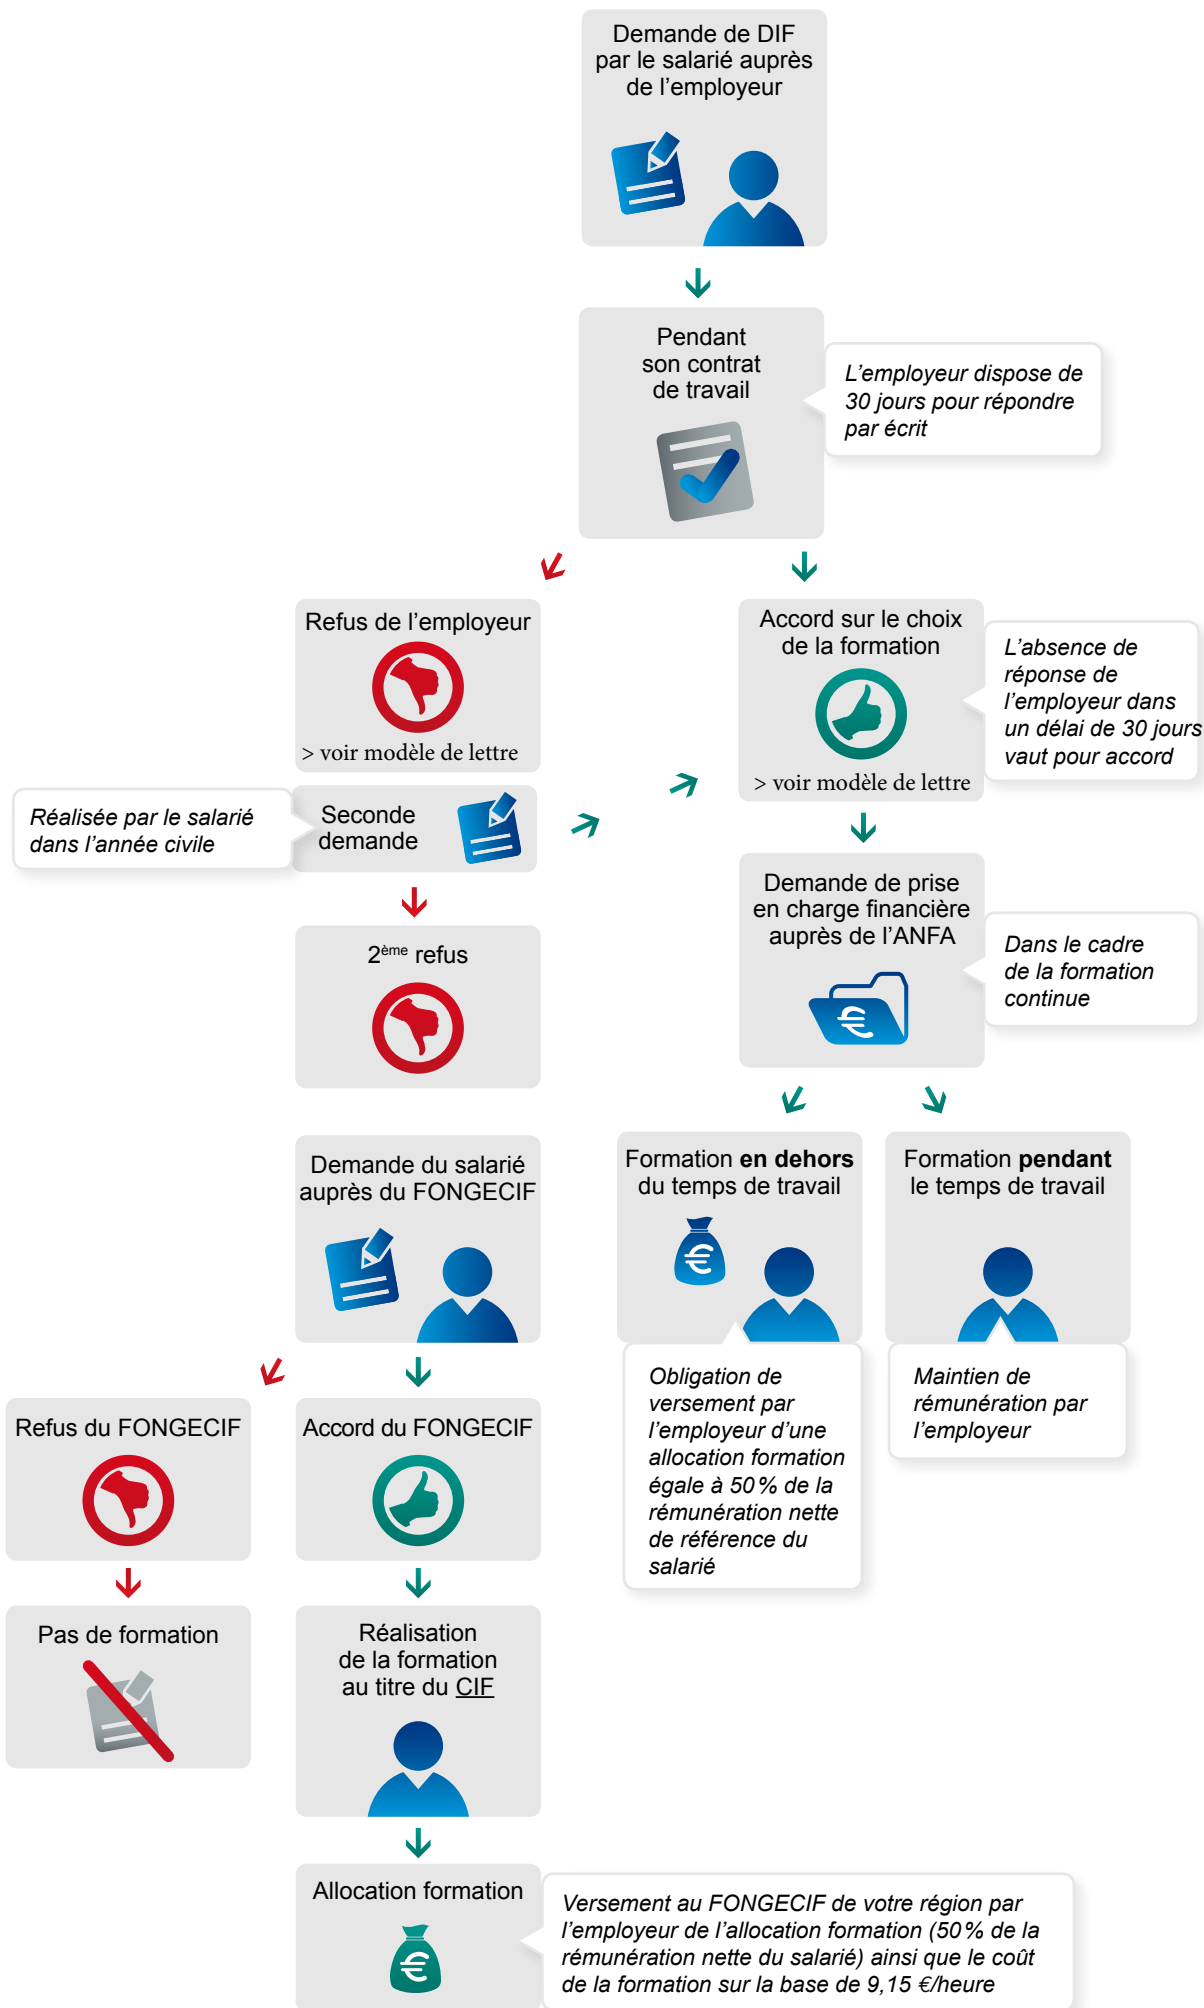 Demande de DIF
par le salarié auprès
de l’employeur
Pendant
son contrat
de travail
L’employeur dispose de
30 jours pour répondre
par écrit
Refus de l’employeur
> voir modèle de lettre
Accord sur le choix
de la formation
> voir modèle de lettre
L’absence de
réponse de
l’employeur dans
un délai de 30 jours
vaut pour accord
Réalisée par le salarié
dans l’année civile
Seconde
demande
2ème refus
Demande de prise
en charge financière
auprès de l’ANFA
Dans le cadre
de la formation
continue
Demande du salarié
auprès du FONGECIF
Formation en dehors
du temps de travail
Formation pendant
le temps de travail
Obligation de
versement par
l’employeur d’une
allocation formation
égale à 50 % de la
rémunération nette
de référence du
salarié
Maintien de
rémunération par
l’employeur
Refus du FONGECIF
Accord du FONGECIF
Pas de formation
Réalisation
de la formation
au titre du CIF
Allocation formation
Versement au FONGECIF de votre région par
l’employeur de l’allocation formation (50 % de la
rémunération nette du salarié) ainsi que le coût
de la formation sur la base de 9,15 €/heure